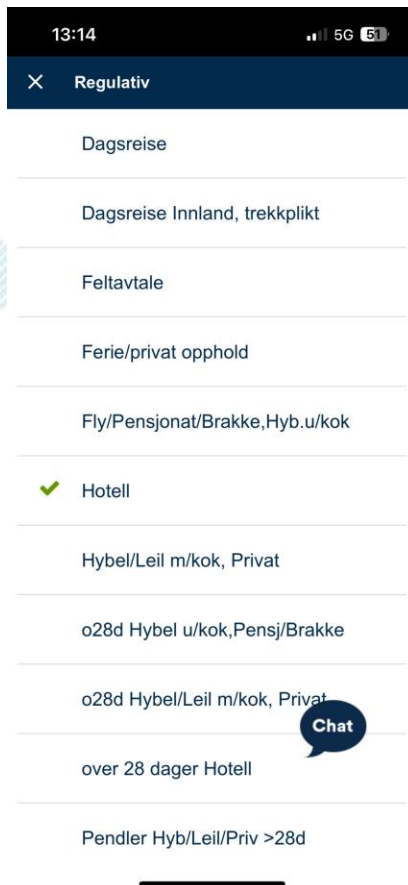 13:14
5G 51
Regulativ
Dagsreise
Dagsreise Innland, trekkplikt
Feltavtale
Ferie/privat opphold
Fly/Pensjonat/Brakke,Hyb.u/kok
Hotell
Hybel/Leil m/kok, Privat
o28d Hybel u/kok,Pensj/Brakke
o28d Hybel/Leil m/kok, Privat
Chat
over 28 dager Hotell
Pendler Hyb/Leil/Priv >28d